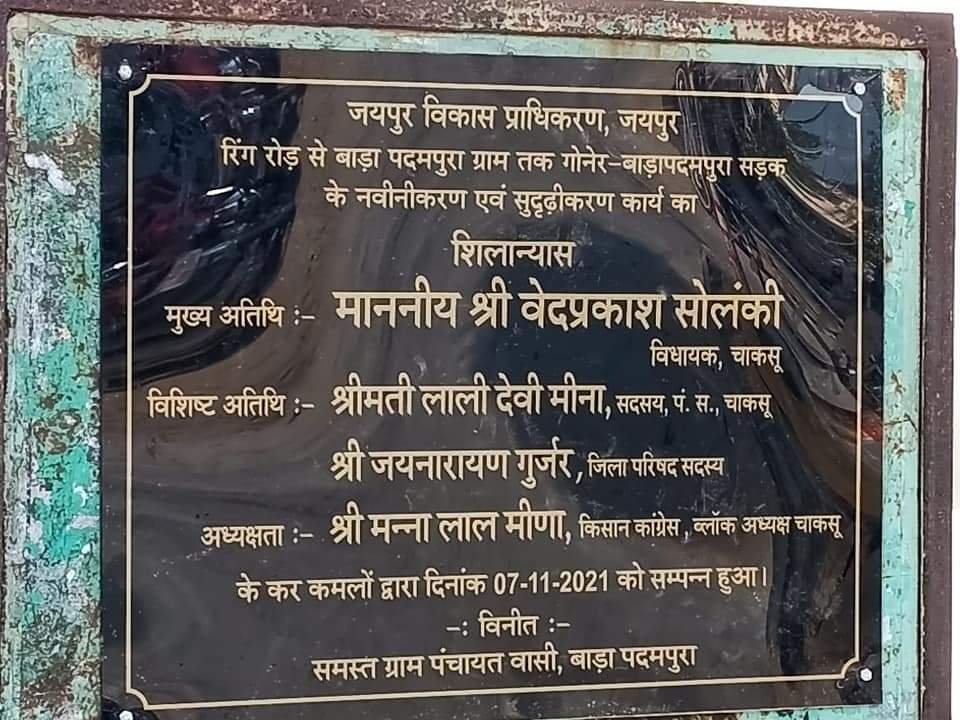 जयपुर विकास प्राधिकरण, जयपुर
रिंग रोड़ से बाड़ा पदमपुरा ग्राम तक गोनेर-बाड़ापदमपुरा सड़क
के नवीनीकरण एवं सुदृढ़ीकरण कार्य का
शिलान्यास
मुख्य अतिथि :- माननीय श्री वेदप्रकाश सोलंकी
विधायक, चाकसू
विशिष्ट अतिथि :- श्रीमती लाली देवी मीना, सदसय, पं. स., चाकसू
श्री जयनारायण गुर्जर, जिला परिषद सदस्य
अध्यक्षता :- श्री मन्ना लाल मीणा, किसान कांग्रेस, ब्लॉक अध्यक्ष चाकसू
के कर कमलों द्वारा दिनांक 07-11-2021 को सम्पन्न हुआ।
-: विनीत :-
समस्त ग्राम पंचायत वासी, बाड़ा पदमपुरा